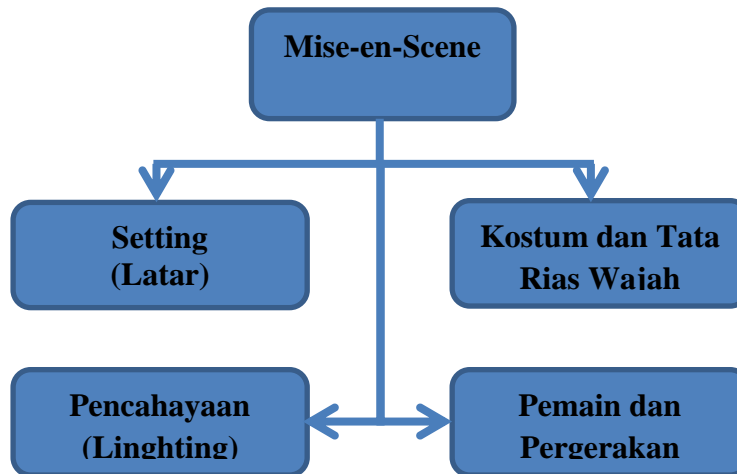 Mise-en-Scene
Setting
(Latar)
Kostum dan Tata
Rias Wajah
Pencahayaan
(Linghting)
Pemain dan
Pergerakan